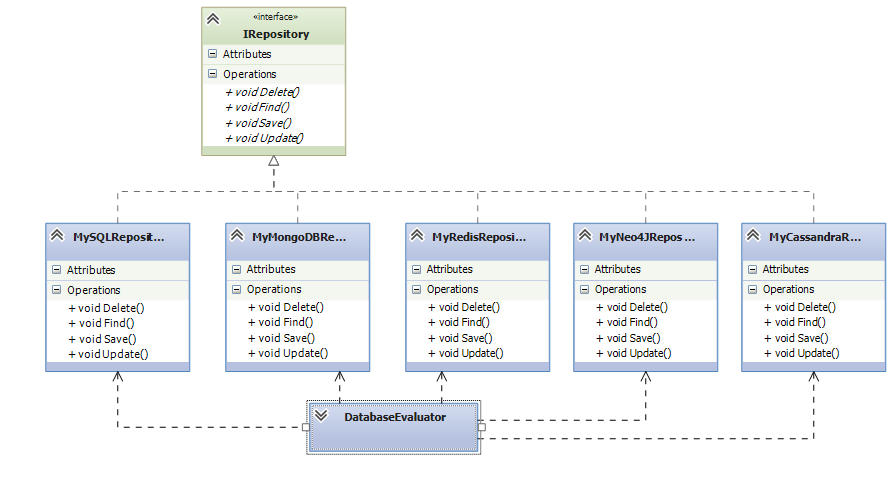 «interface»
IRepository
Attributes
Operations
+ void Delete()
+ void Find()
+ void Save()
+ void Update()
MySQLReposit...
Attributes
Operations
+ void Delete()
+ void Find()
+ void Save()
+ void Update()
MyMongoDBRe...
Attributes
Operations
+ void Delete()
+ void Find()
+ void Save()
+ void Update()
MyRedisReposi...
Attributes
Operations
+ void Delete()
+ void Find()
+ void Save()
+ void Update()
MyNeo4JRepos...
Attributes
Operations
+ void Delete()
+ void Find()
+ void Save()
+ void Update()
MyCassandraR...
Attributes
Operations
+ void Delete()
+ void Find()
+ void Save()
+ void Update()
DatabaseEvaluator